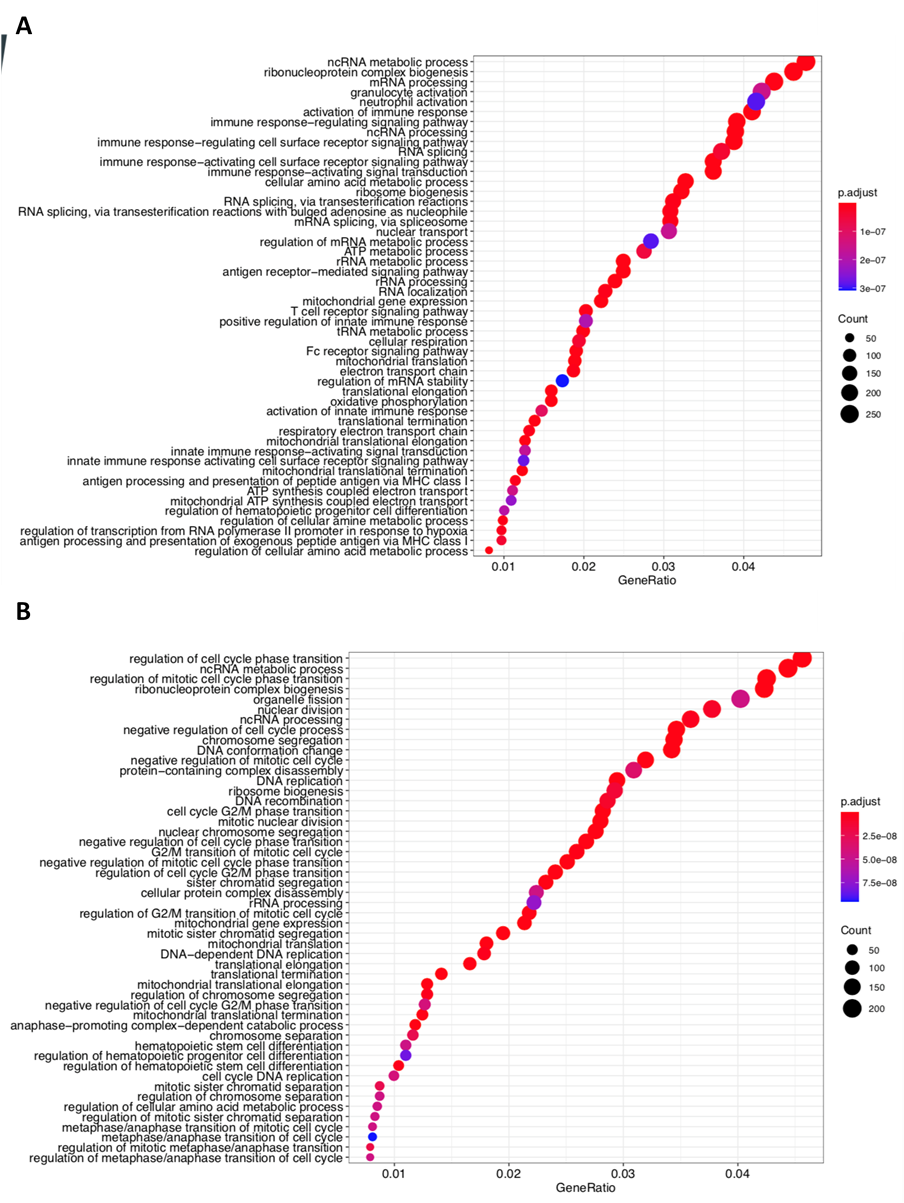 A
ncRNA metabolic process
ribonucleoprotein complex biogenesis
mRNA processing
granulocyte activation
neutrophil activation
activation of immune response
immune response−regulating signaling pathway
ncRNA processing
immune response−regulating cell surface receptor signaling pathway
RNA splicing
immune response−activating cell surface receptor signaling pathway
immune response−activating signal transduction
cellular amino acid metabolic process
ribosome biogenesis
RNA splicing, via transesterification reactions
RNA splicing, via transesterification reactions with bulged adenosine as nucleophile
mRNA splicing, via spliceosome
nuclear transport
regulation of mRNA metabolic process
ATP metabolic process
rRNA metabolic process
antigen receptor−mediated signaling pathway
rRNA processing
RNA localization
mitochondrial gene expression
T cell receptor signaling pathway
positive regulation of innate immune response
tRNA metabolic process
cellular respiration
Fc receptor signaling pathway
mitochondrial translation
electron transport chain
regulation of mRNA stability
translational elongation
oxidative phosphorylation
activation of innate immune response
translational termination
respiratory electron transport chain
mitochondrial translational elongation
innate immune response−activating signal transduction
innate immune response activating cell surface receptor signaling pathway
mitochondrial translational termination
antigen processing and presentation of peptide antigen via MHC class I
ATP synthesis coupled electron transport
mitochondrial ATP synthesis coupled electron transport
regulation of hematopoietic progenitor cell differentiation
regulation of cellular amine metabolic process
regulation of transcription from RNA polymerase II promoter in response to hypoxia
antigen processing and presentation of exogenous peptide antigen via MHC class I
regulation of cellular amino acid metabolic process
0.01 0.02 0.03 0.04
GeneRatio
p.adjust
1e−07
2e−07
3e−07
Count
50
100
150
200
250
B
regulation of cell cycle phase transition
ncRNA metabolic process
regulation of mitotic cell cycle phase transition
ribonucleoprotein complex biogenesis
organelle fission
nuclear division
ncRNA processing
negative regulation of cell cycle process
chromosome segregation
DNA conformation change
negative regulation of mitotic cell cycle
protein−containing complex disassembly
DNA replication
ribosome biogenesis
DNA recombination
cell cycle G2/M phase transition
mitotic nuclear division
nuclear chromosome segregation
negative regulation of cell cycle phase transition
G2/M transition of mitotic cell cycle
negative regulation of mitotic cell cycle phase transition
regulation of cell cycle G2/M phase transition
sister chromatid segregation
cellular protein complex disassembly
rRNA processing
regulation of G2/M transition of mitotic cell cycle
mitochondrial gene expression
mitotic sister chromatid segregation
mitochondrial translation
DNA−dependent DNA replication
translational elongation
translational termination
mitochondrial translational elongation
regulation of chromosome segregation
negative regulation of cell cycle G2/M phase transition
mitochondrial translational termination
anaphase−promoting complex−dependent catabolic process
chromosome separation
hematopoietic stem cell differentiation
regulation of hematopoietic progenitor cell differentiation
regulation of hematopoietic stem cell differentiation
cell cycle DNA replication
mitotic sister chromatid separation
regulation of chromosome separation
regulation of cellular amino acid metabolic process
regulation of mitotic sister chromatid separation
metaphase/anaphase transition of mitotic cell cycle
metaphase/anaphase transition of cell cycle
regulation of mitotic metaphase/anaphase transition
regulation of metaphase/anaphase transition of cell cycle
0.01 0.02 0.03 0.04
GeneRatio
p.adjust
2.5e−08
5.0e−08
7.5e−08
Count
50
100
150
200